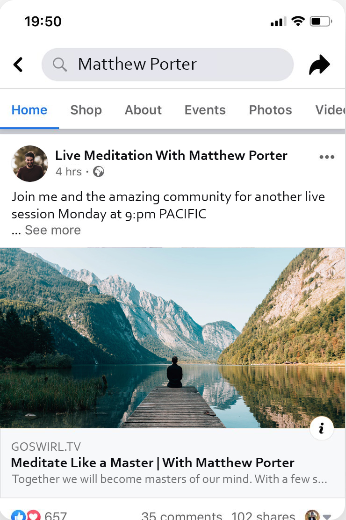 19:50
Matthew Porter
Home Shop About Events Photos Video
Live Meditation With Matthew Porter
4 hrs ·
Join me and the amazing community for another live
session Monday at 9:pm PACIFIC
... See more
GOSWIRL.TV
Meditate Like a Master | With Matthew Porter
Together we will become masters of our mind. With a few s...
657 35 comments 102 shares